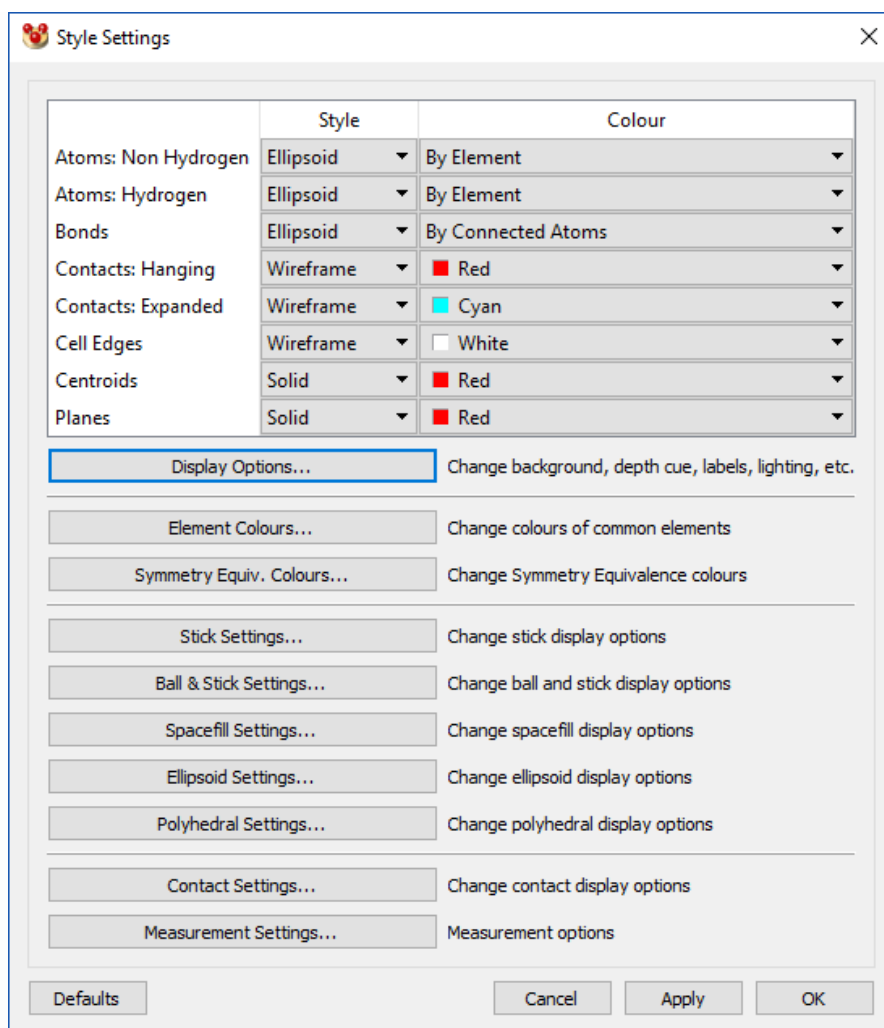 Style Settings
Style Colour
Atoms: Non Hydrogen Ellipsoid By Element
Atoms: Hydrogen Ellipsoid By Element
Bonds Ellipsoid By Connected Atoms
Contacts: Hanging Wireframe Red
Contacts: Expanded Wireframe Cyan
Cell Edges Wireframe White
Centroids Solid Red
Planes Solid Red
Display Options... Change background, depth cue, labels, lighting, etc.
Element Colours... Change colours of common elements
Symmetry Equiv. Colours... Change Symmetry Equivalence colours
Stick Settings... Change stick display options
Ball & Stick Settings... Change ball and stick display options
Spacefill Settings... Change spacefill display options
Ellipsoid Settings... Change ellipsoid display options
Polyhedral Settings... Change polyhedral display options
Contact Settings... Change contact display options
Measurement Settings... Measurement options
Defaults Cancel Apply OK